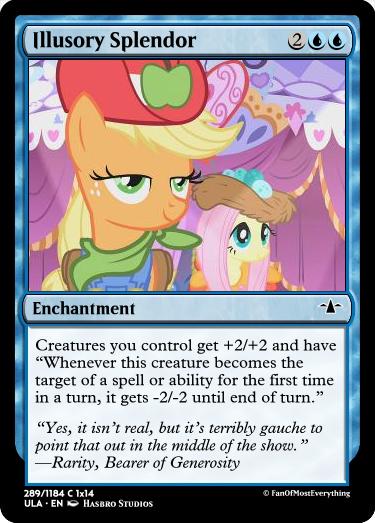 Illusory Splendor 2
Enchantment
Creatures you control get +2/+2 and have
“Whenever this creature becomes the
target of a spell or ability for the first time
in a turn, it gets -2/-2 until end of turn.”
“Yes, it isn’t real, but it’s terribly gauche to
point that out in the middle of the show.”
—Rarity, Bearer of Generosity
289/1184 C 1x14
ULA · EN Hasbro Studios
© FanOfMostEverything